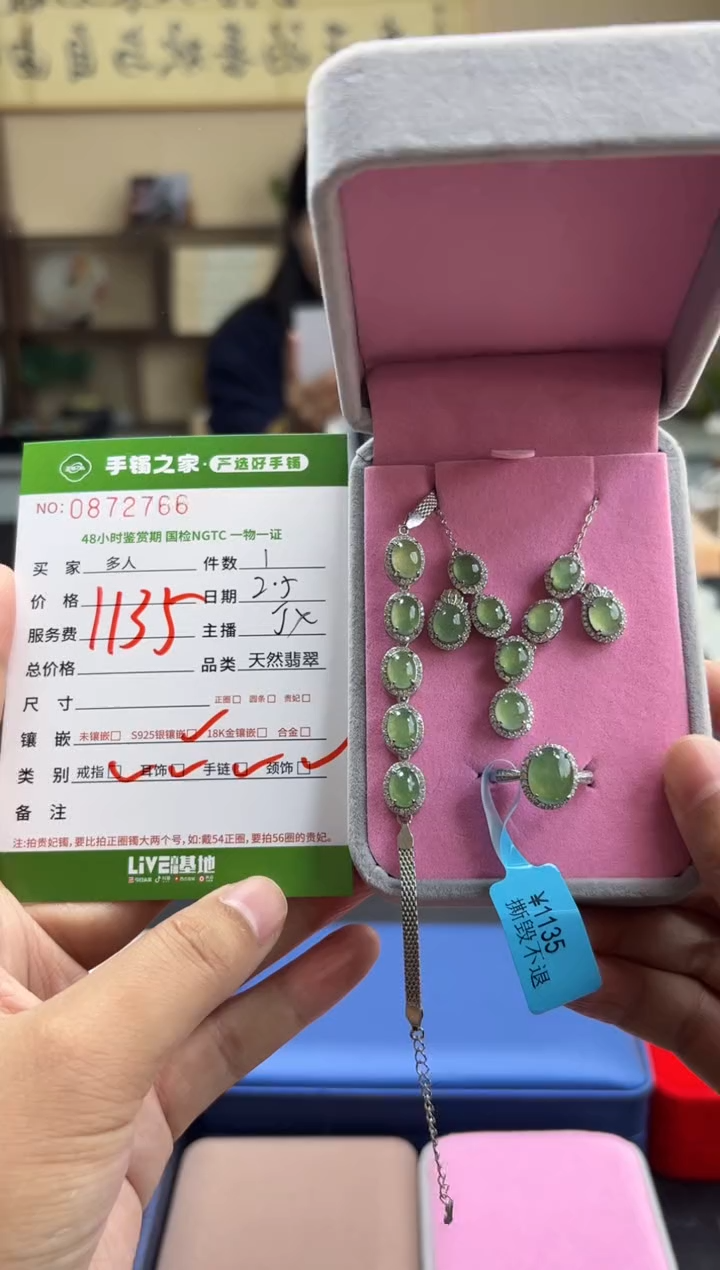 手镯之家·严选好手镯
NO: 0872766
48小时鉴赏期 国检NGTC 一物一证
买 家 多人 件数 1
价 格 1135 日期 2.5
服务费 主播 JX
总价格 品类 天然翡翠
尺 寸 正圈□ 圆条□ 贵妃□
镶 嵌 未镶嵌□ S925银镶嵌□ 18K金镶嵌□ 合金□
类 别 戒指□ 耳饰□ 手链□ 颈饰□
备 注
注:拍贵妃镯,要比拍正圈镯大两个号,如:戴54正圈,要拍56圈的贵妃。
LIVE 基地
¥1135
撕毁不退